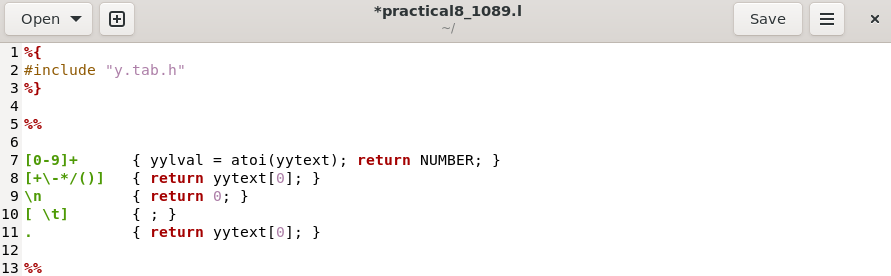 Open
*practical8_1089.l
~/
Save
1 %{
2 #include "y.tab.h"
3 %}
4
5 %%
6
7 [0-9]+      { yylval = atoi(yytext); return NUMBER; }
8 [+\-*/()]   { return yytext[0]; }
9 \n          { return 0; }
10 [ \t]       { ; }
11 .           { return yytext[0]; }
12
13 %%